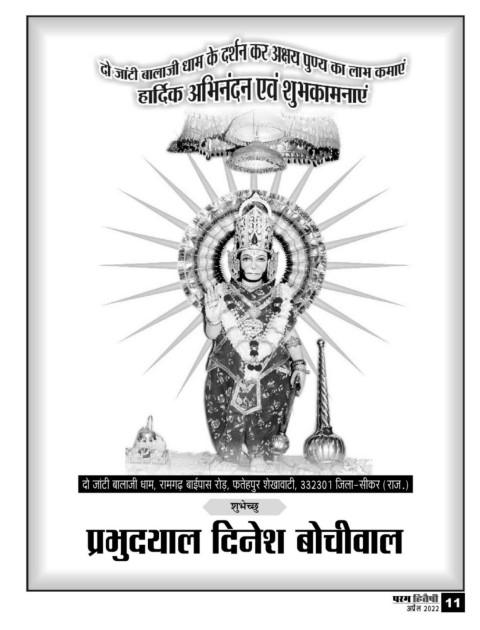 दो जांटी बालाजी धाम के दर्शन कर अक्षय पुण्य का लाभ कमाएं
हार्दिक अभिनंदन एवं शुभकामनाएं
दो जांटी बालाजी धाम, रामगढ़ बाईपास रोड़, फतेहपुर शेखावाटी, 332301 जिला-सीकर (राज.)
शुभेच्छु
प्रभुदयाल दिनेश बोचीवाल
परम हितैषी
अप्रैल 2022
11